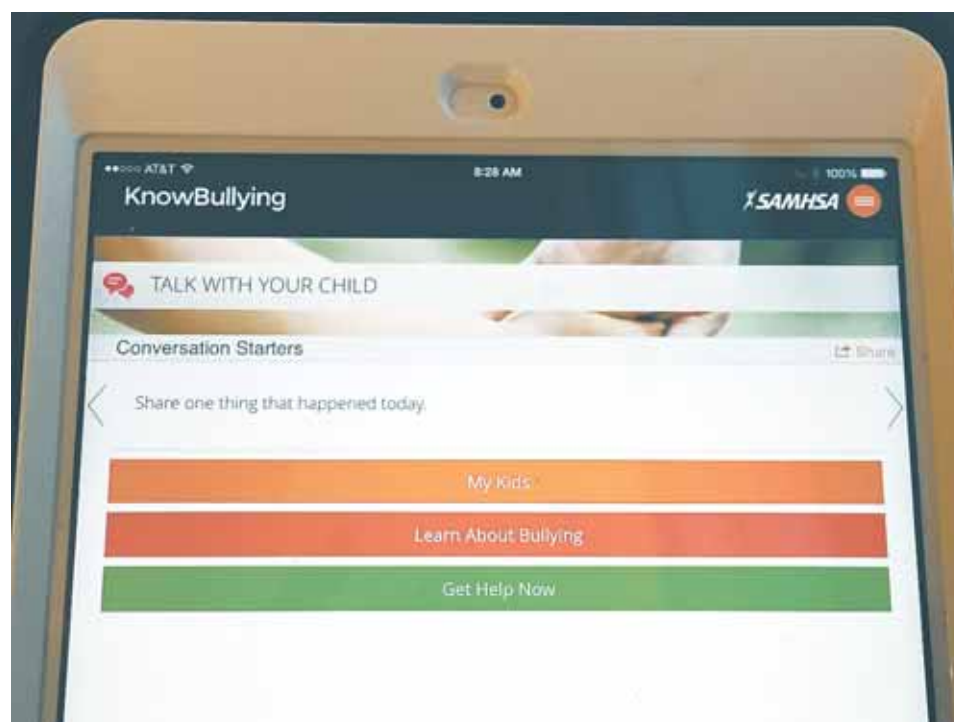 AT&T 8:28 AM 100%
KnowBullying SAMHSA
TALK WITH YOUR CHILD
Conversation Starters Share
Share one thing that happened today.
My Kids
Learn About Bullying
Get Help Now